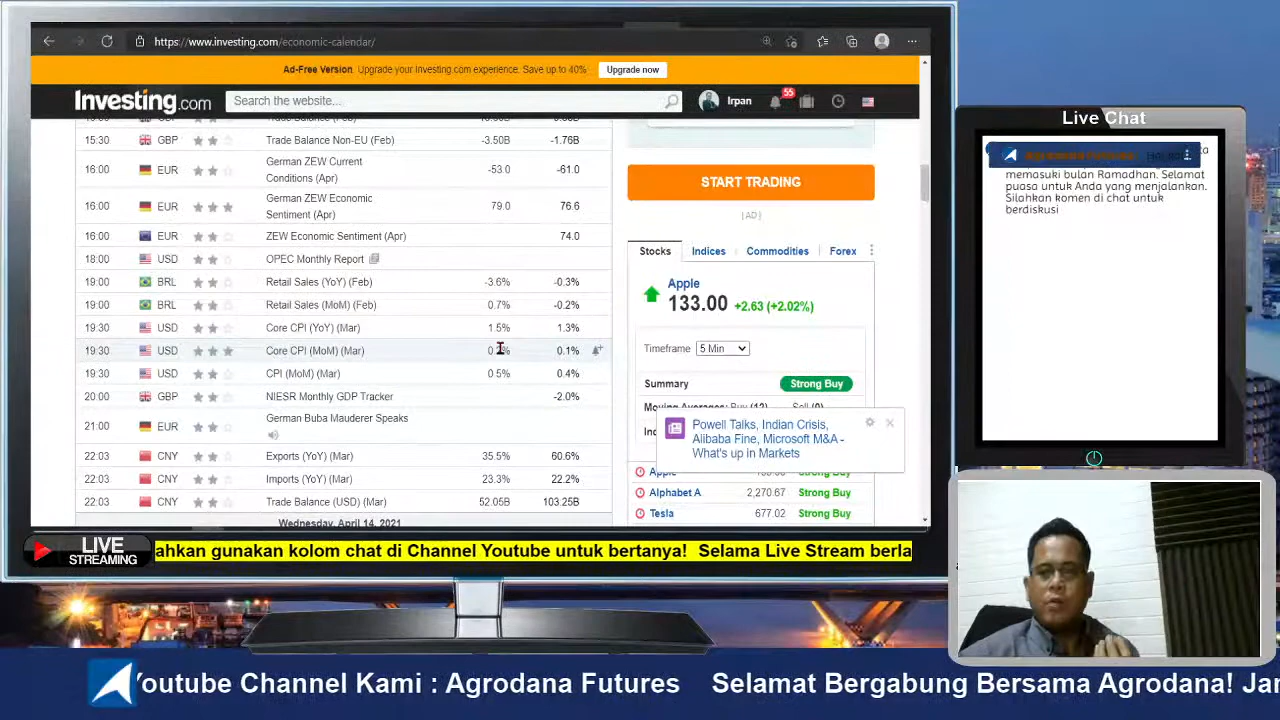 https://www.investing.com/economic-calendar/
Ad-Free Version. Upgrade your Investing.com experience. Save up to 40% Upgrade now
Investing.com Search the website... Irpan 55
15:30 GBP Trade Balance Non-EU (Feb) -3.50B -1.76B
16:00 EUR German ZEW Current Conditions (Apr) -53.0 -61.0
16:00 EUR German ZEW Economic Sentiment (Apr) 79.0 76.6
16:00 EUR ZEW Economic Sentiment (Apr) 74.0
USD OPEC Monthly Report
19:00 BRL Retail Sales (YoY) (Feb) -3.6% -0.3%
19:00 BRL Retail Sales (MoM) (Feb) 0.7% -0.2%
19:30 USD Core CPI (YoY) (Mar) 1.5% 1.3%
19:30 USD Core CPI (MoM) (Mar) 0.1%
19:30 USD CPI (MoM) (Mar) 0.5% 0.4%
20:00 GBP NIESR Monthly GDP Tracker -2.0%
21:00 EUR German Buba Mauderer Speaks
22:03 CNY Exports (YoY) (Mar) 35.5% 60.6%
22:03 CNY Imports (YoY) (Mar) 23.3% 22.2%
22:03 CNY Trade Balance (USD) (Mar) 52.05B 103.25B
Wednesday, April 14, 2021
START TRADING
[AD]
Stocks Indices Commodities Forex
Apple
133.00 +2.63 (+2.02%)
Timeframe 5 Min
Summary Strong Buy
Powell Talks, Indian Crisis,
Alibaba Fine, Microsoft M&A -
What's up in Markets
Apple Strong Buy
Alphabet A 2,270.67 Strong Buy
Tesla 677.02 Strong Buy
Live Chat
memasuki bulan Ramadhan. Selamat
puasa untuk Anda yang menjalankan.
Silahkan komen di chat untuk
berdiskusi
LIVE
STREAMING
ahkan gunakan kolom chat di Channel Youtube untuk bertanya! Selama Live Stream berla
Youtube Channel Kami : Agrodana Futures Selamat Bergabung Bersama Agrodana! Jan